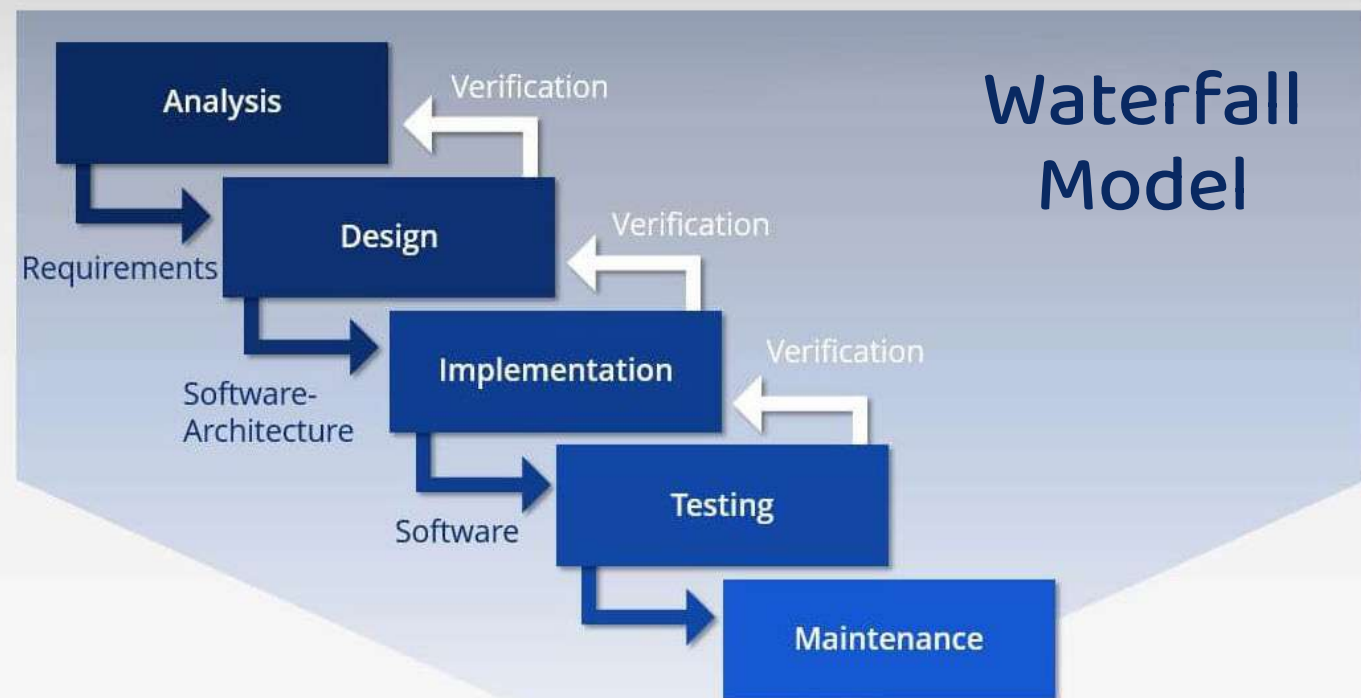 Waterfall
Model
Analysis
Verification
Requirements
Design
Verification
Software-
Architecture
Implementation
Verification
Software
Testing
Maintenance